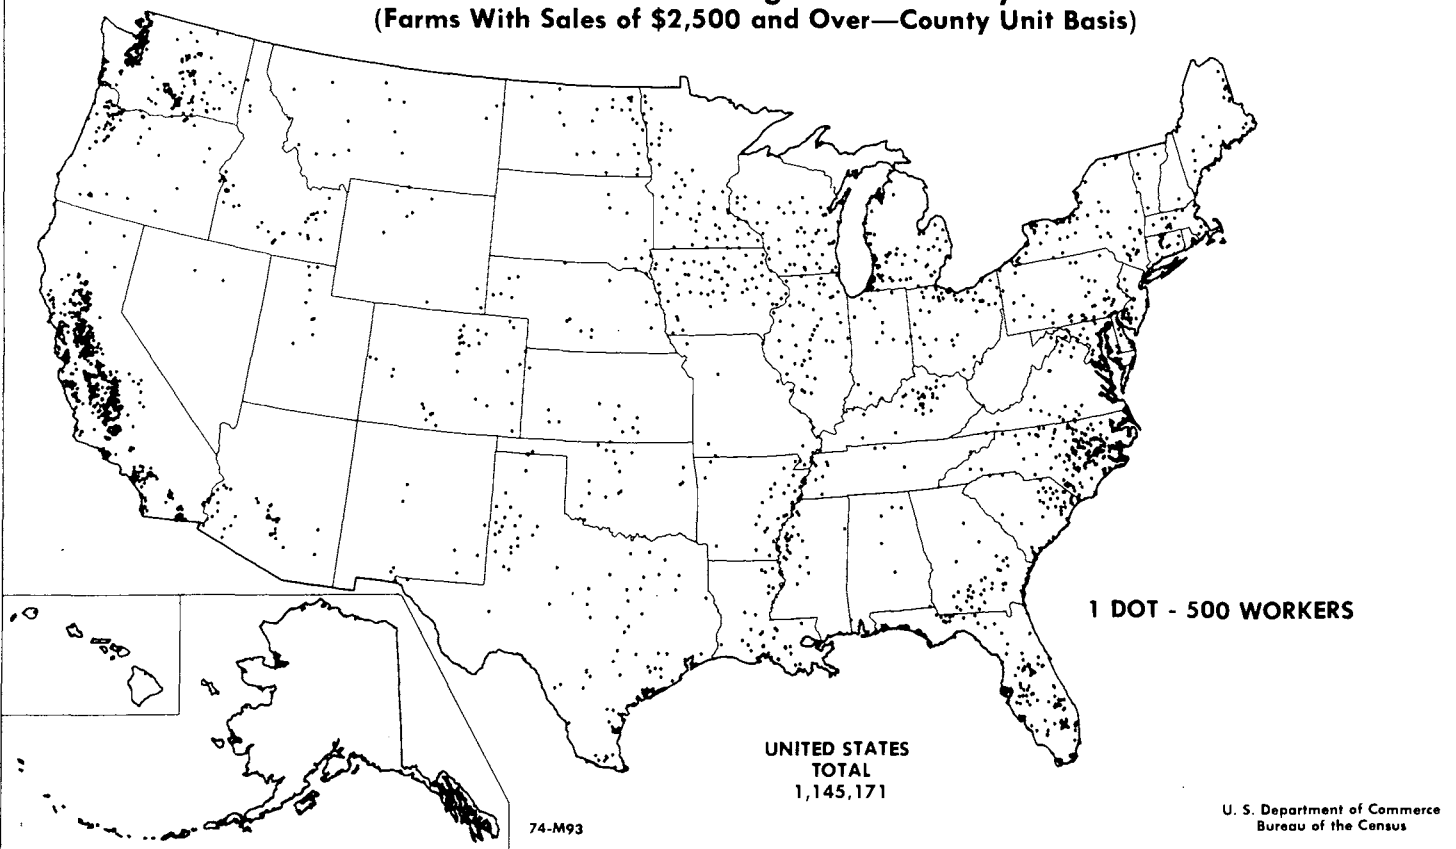 (Farms With Sales of $2,500 and Over—County Unit Basis)
1 DOT - 500 WORKERS
UNITED STATES
TOTAL
1,145,171
74-M93
U. S. Department of Commerce
Bureau of the Census